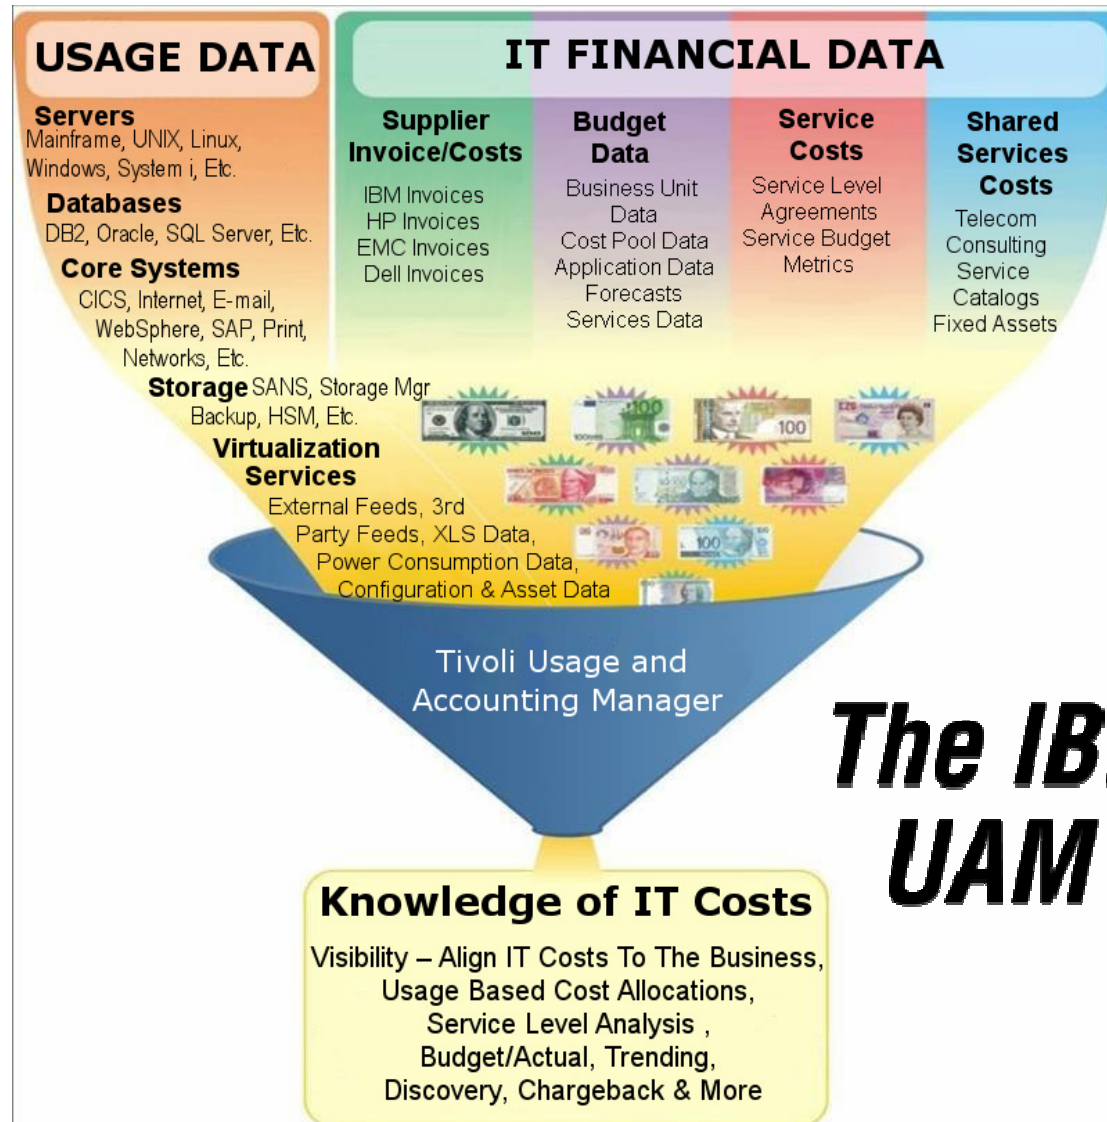 USAGE DATA
Servers
Mainframe, UNIX, Linux,
Windows, System i, Etc.
Databases
DB2, Oracle, SQL Server, Etc.
Core Systems
CICS, Internet, E-mail,
WebSphere, SAP, Print,
Networks, Etc.
Storage SANS, Storage Mgr
Backup, HSM, Etc.
Virtualization
Services
External Feeds, 3rd
Party Feeds, XLS Data,
Power Consumption Data,
Configuration & Asset Data
IT FINANCIAL DATA
Supplier
Invoice/Costs
IBM Invoices
HP Invoices
EMC Invoices
Dell Invoices
Budget
Data
Business Unit
Data
Cost Pool Data
Application Data
Forecasts
Services Data
Service
Costs
Service Level
Agreements
Service Budget
Metrics
Shared
Services
Costs
Telecom
Consulting
Service
Catalogs
Fixed Assets
100
100
£20
100
Tivoli Usage and
Accounting Manager
The IB
UAM
Knowledge of IT Costs
Visibility – Align IT Costs To The Business,
Usage Based Cost Allocations,
Service Level Analysis ,
Budget/Actual, Trending,
Discovery, Chargeback & More